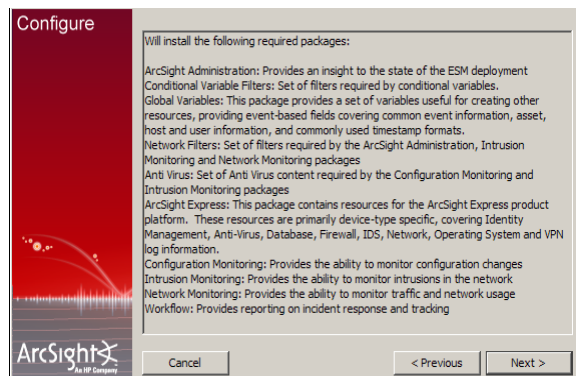 Configure
Will install the following required packages:
ArcSight Administration: Provides an insight to the state of the ESM deployment
Conditional Variable Filters: Set of filters required by conditional variables.
Global Variables: This package provides a set of variables useful for creating other
resources, providing event-based fields covering common event information, asset,
host and user information, and commonly used timestamp formats.
Network Filters: Set of filters required by the ArcSight Administration, Intrusion
Monitoring and Network Monitoring packages
Anti Virus: Set of Anti Virus content required by the Configuration Monitoring and
Intrusion Monitoring packages
ArcSight Express: This package contains resources for the ArcSight Express product
platform. These resources are primarily device-type specific, covering Identity
Management, Anti-Virus, Database, Firewall, IDS, Network, Operating System and VPN
log information.
Configuration Monitoring: Provides the ability to monitor configuration changes
Intrusion Monitoring: Provides the ability to monitor intrusions in the network
Network Monitoring: Provides the ability to monitor traffic and network usage
Workflow: Provides reporting on incident response and tracking
ArcSight
An HP Company
Cancel
< Previous
Next >